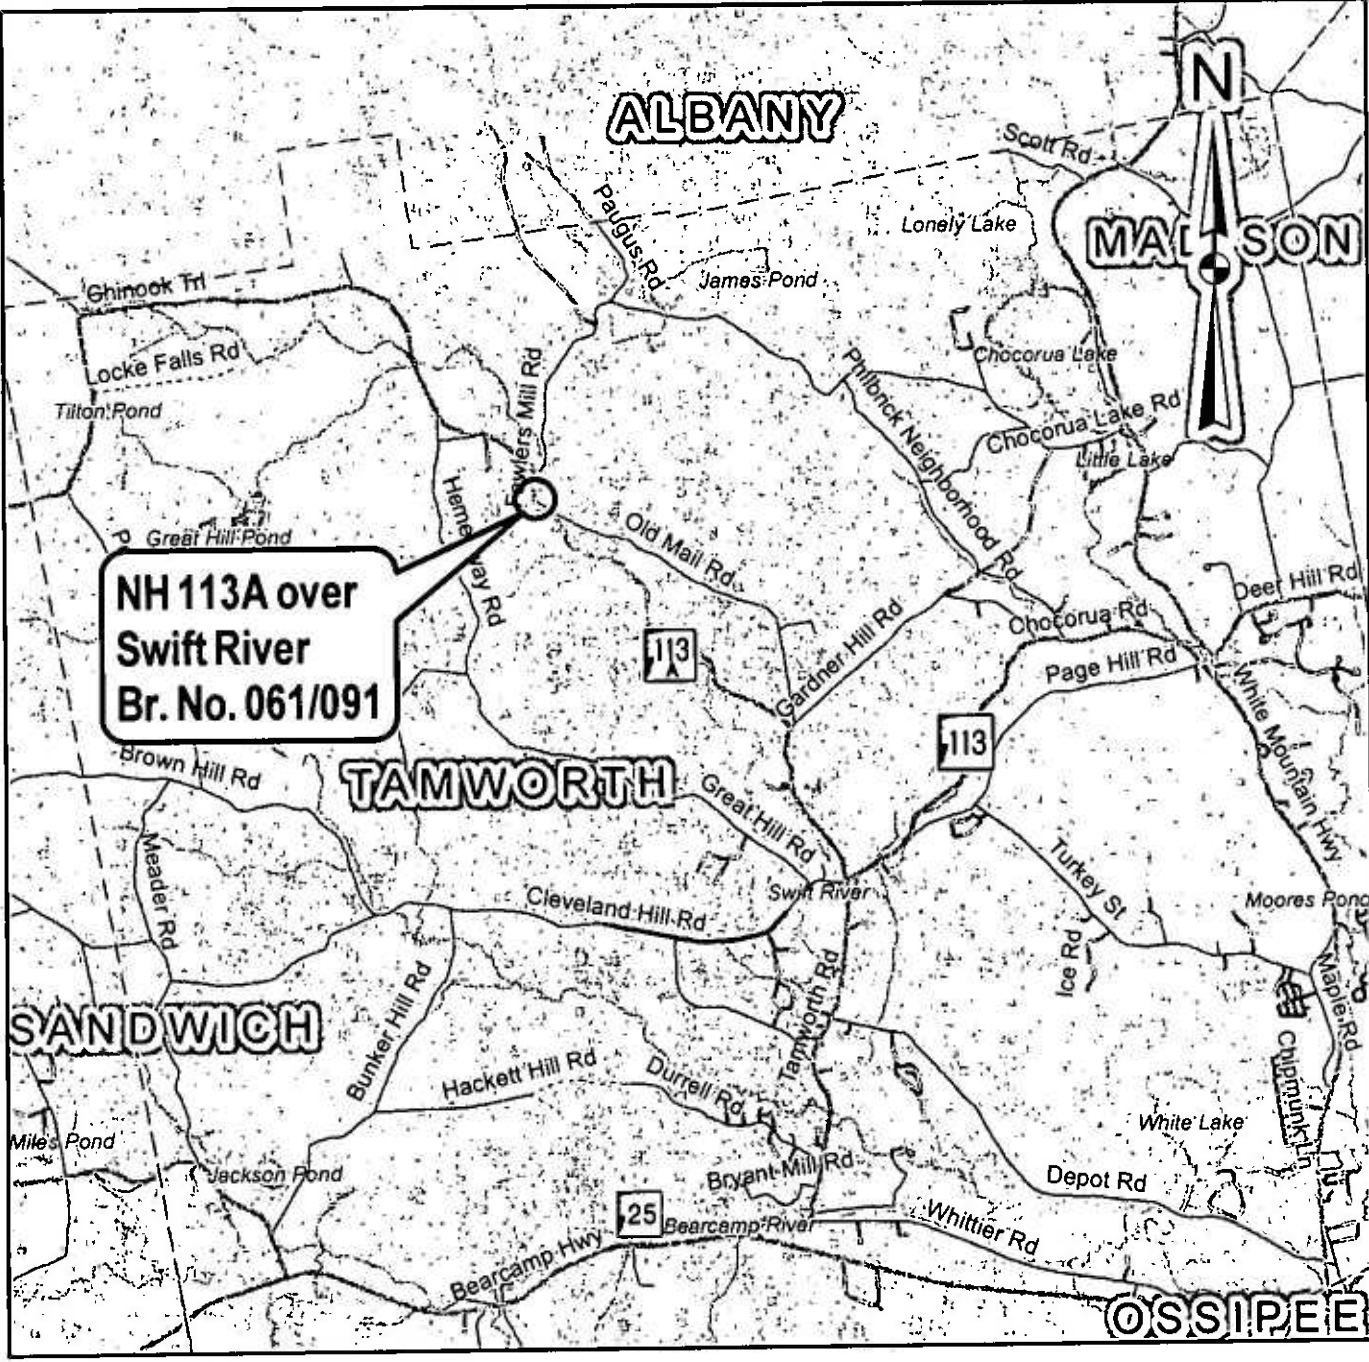 N
ALBANY
Scott Rd
Paugus Rd
Lonely Lake
MADISON
James Pond
Chinook Trl
Locke Falls Rd
Chocorua Lake
Tilton Pond
Fowlers Mill Rd
Philbrick Neighborhood Rd
Chocorua Lake Rd
Little Lake
Hemenway Rd
Great Hill Pond
Old Mail Rd
NH 113A over
Swift River
Br. No. 061/091
Deer Hill Rd
Chocorua Rd
113
A
Gardner Hill Rd
Page Hill Rd
White Mountain Hwy
113
Brown Hill Rd
TAMWORTH
Great Hill Rd
Meader Rd
Turkey St
Swift River
Cleveland Hill Rd
Moores Pond
Ice Rd
Maple Rd
Tamworth Rd
SANDWICH
Bunker Hill Rd
Hackett Hill Rd
Durrell Rd
Chipmunk Ln
White Lake
Miles Pond
Jackson Pond
Bryant Mill Rd
Depot Rd
25
Bearcamp River
Whittier Rd
Bearcamp Hwy
OSSIPEE